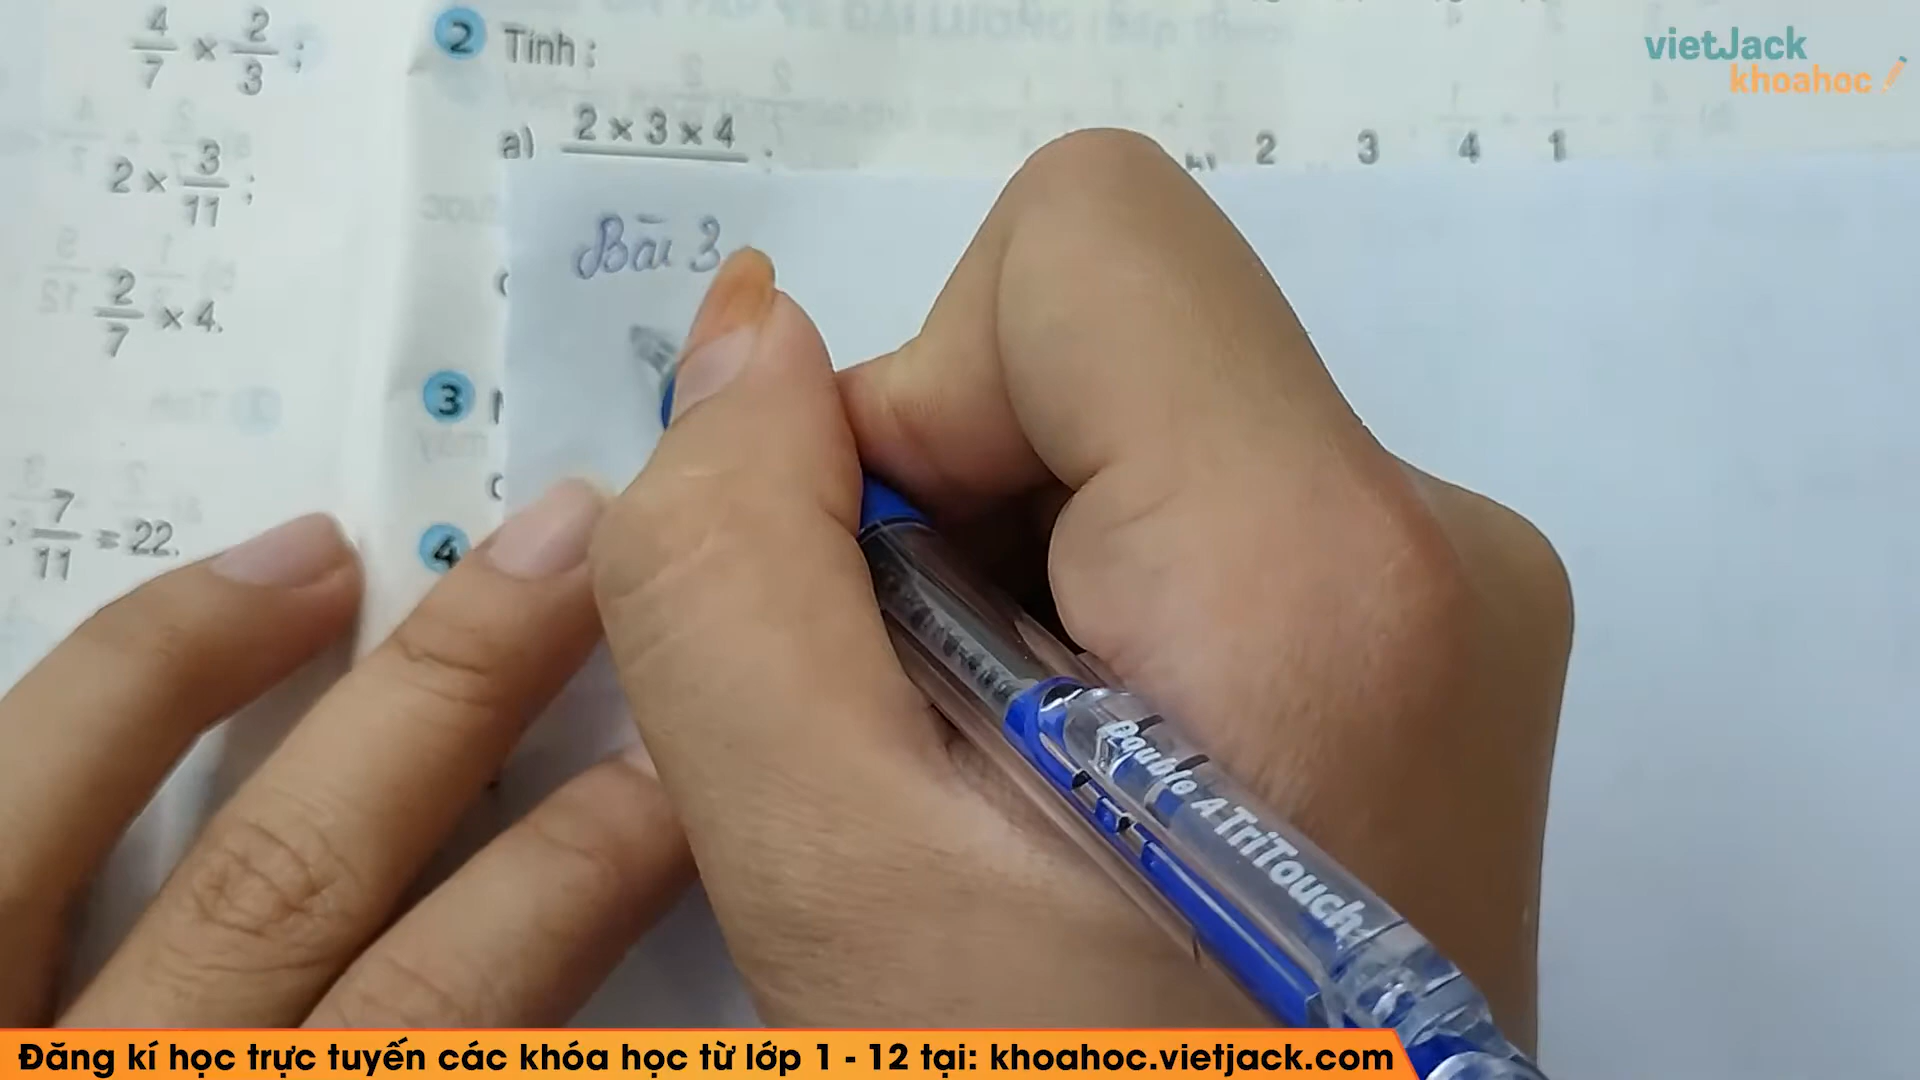 4/7 × 2/3 ;
2 × 3/11 ;
2/7 × 4.
: 7/11 = 22.
2 Tính :
a) 2 × 3 × 4 ;
2 3 4 1
3
4
Bài 3
Double A TriTouch
vietJack
khoahoc
Đăng kí học trực tuyến các khóa học từ lớp 1 - 12 tại: khoahoc.vietjack.com